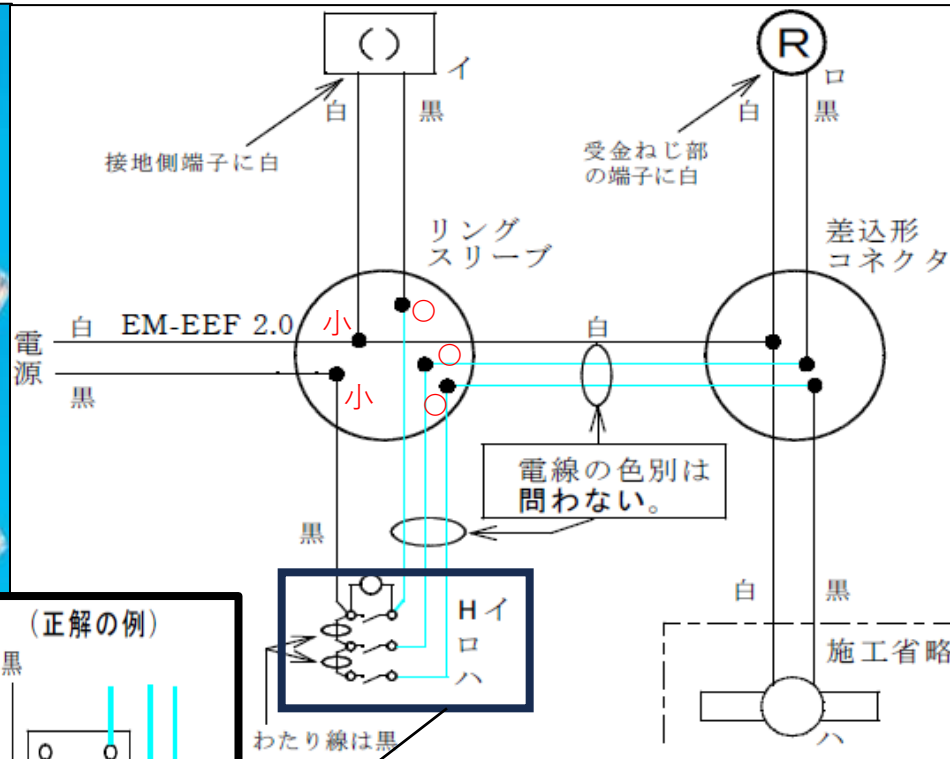 イ
R
ロ
白
黒
白
黒
接地側端子に白
受金ねじ部
の端子に白
リング
スリーブ
差込形
コネクタ
電源
白
EM-EEF 2.0
小
○
白
○
黒
小
○
電線の色別は
問わない。
黒
白
黒
H イ
ロ
ハ
施工省略
ハ
わたり線は黒
(正解の例)
黒